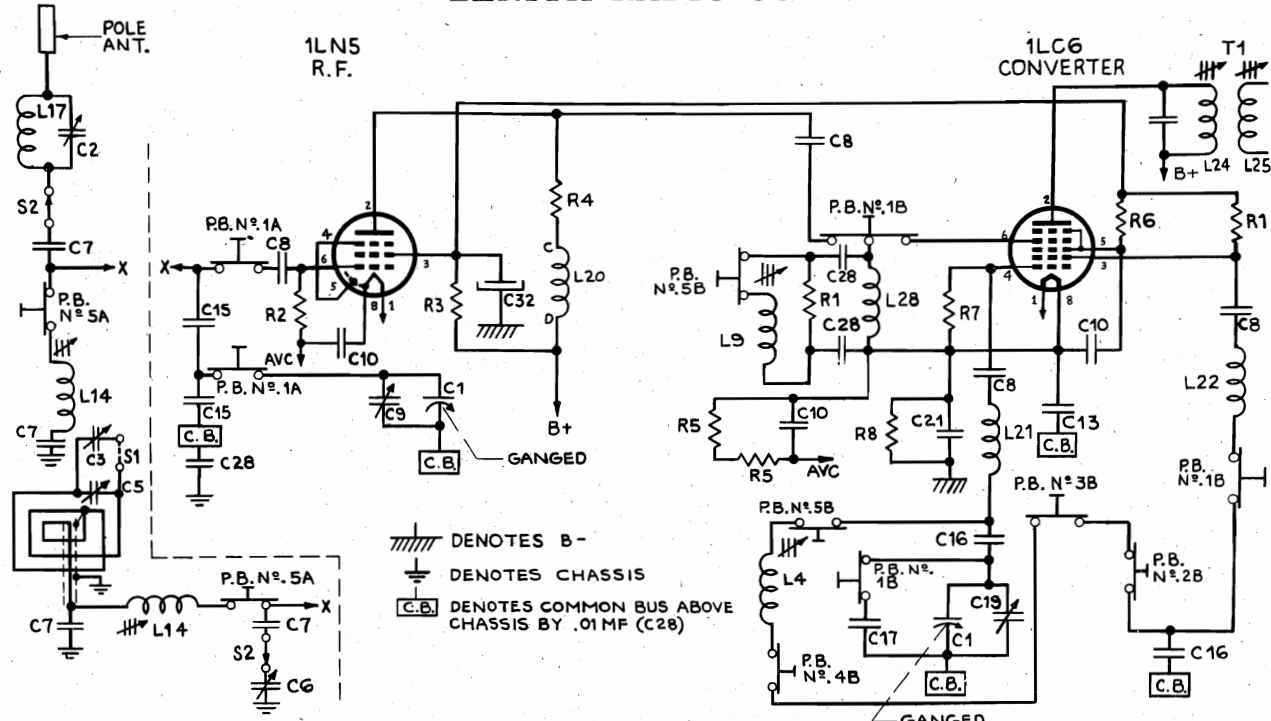 POLE
ANT.
1LN5
R.F.
1LC6
CONVERTER
T1
L17
C2
S2
C7
X
P.B.
Nº.5A
L14
C7
C3
S1
C5
C7
L14
P.B.Nº.5A
X
C7
S2
C6
X
P.B.Nº.1A
C8
C15
R2
AVC
C10
P.B.Nº.1A
C15
C.B.
C28
C9
C1
C.B.
GANGED
2
4
6
5
8
1
3
R3
C32
R4
C
L20
D
B+
DENOTES B-
DENOTES CHASSIS
C.B.
DENOTES COMMON BUS ABOVE
CHASSIS BY .01MF (C28)
C8
P.B.Nº.1B
P.B.
Nº.5B
C28
R1
L28
L9
C28
R5
C10
R5
AVC
R7
R8
C21
C8
L21
2
6
4
5
3
1
8
C10
C13
C.B.
L24
L25
B+
R6
R1
C8
L22
P.B.
Nº.1B
P.B.Nº.3B
P.B.
Nº.2B
C16
C.B.
P.B.Nº.5B
L4
C16
P.B.Nº.
1B
C17
C19
C1
C.B.
P.B.
Nº.4B
GANGED